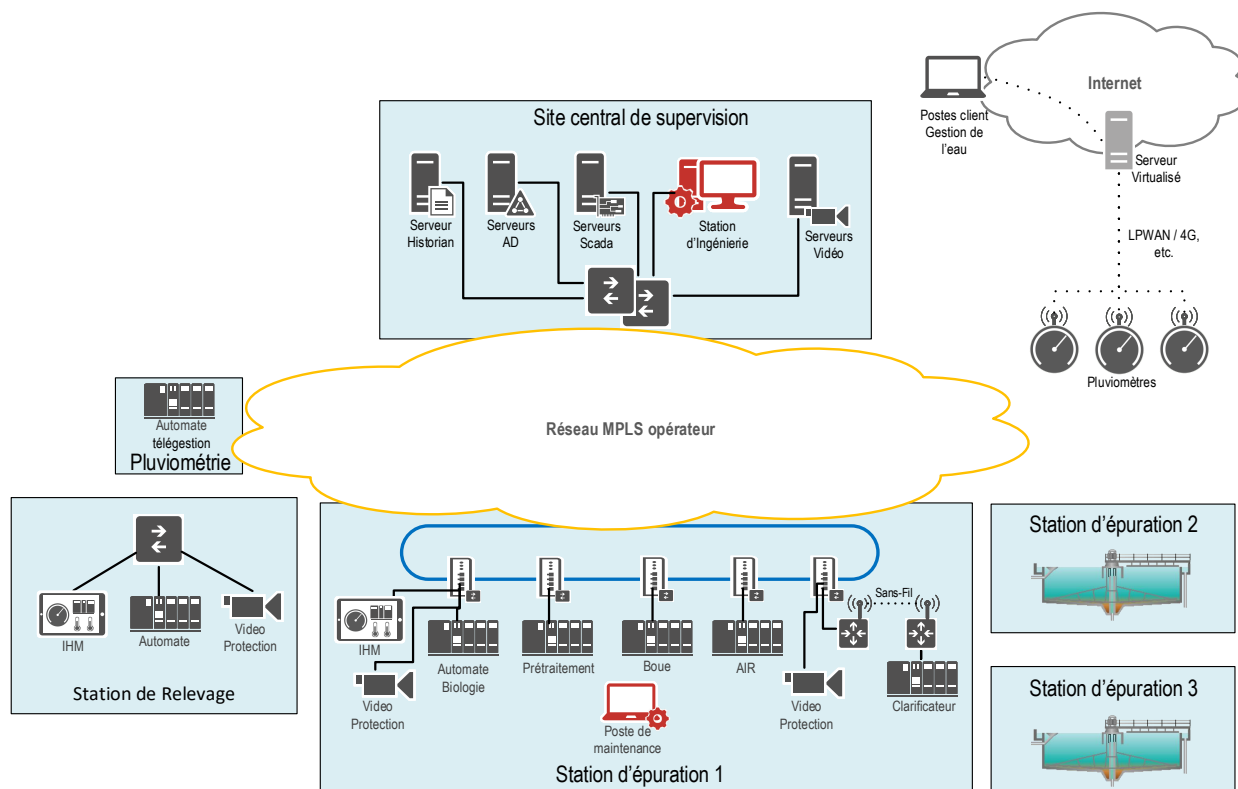 Internet
Postes client
Gestion de
l'eau
Serveur
Virtualisé
LPWAN / 4G,
etc.
Pluviomètres
Site central de supervision
Serveur
Historian
Serveurs
AD
Serveurs
Scada
Station
d'Ingénierie
Serveurs
Vidéo
Réseau MPLS opérateur
Automate
télégestion
Pluviométrie
IHM
Automate
Video
Protection
Station de Relevage
IHM
Video
Protection
Automate
Biologie
Prétraitement
Boue
AIR
Poste de
maintenance
Video
Protection
Sans-Fil
Clarificateur
Station d'épuration 1
Station d'épuration 2
Station d'épuration 3